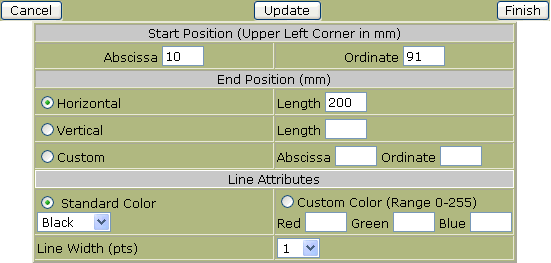 Cancel Update Finish
Start Position (Upper Left Corner in mm)
Abscissa 10 Ordinate 91
End Position (mm)
Horizontal Length 200
Vertical Length
Custom Abscissa Ordinate
Line Attributes
Standard Color Custom Color (Range 0-255)
Black Red Green Blue
Line Width (pts) 1